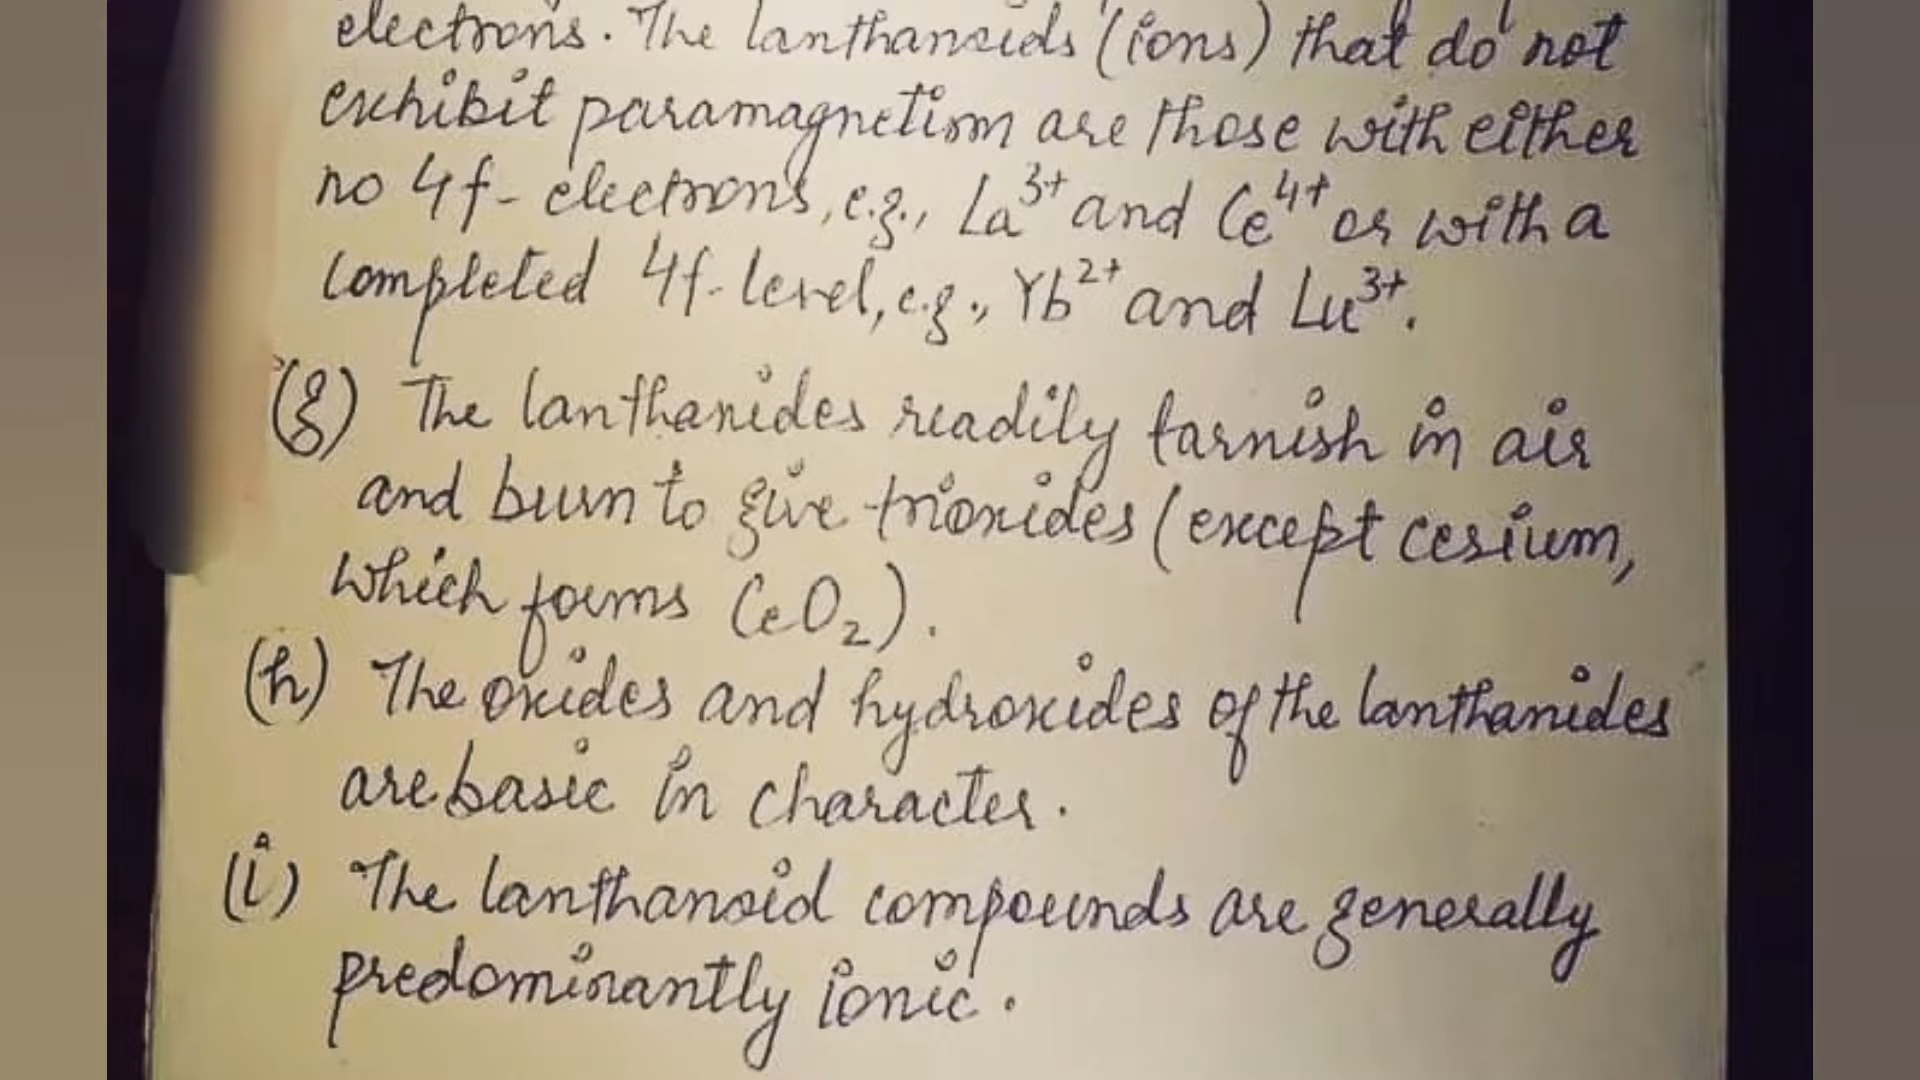 electrons. The lanthanoids (ions) that do not
exhibit paramagnetism are those with either
no 4f- electrons, e.g., La³⁺ and Ce⁴⁺ or with a
completed 4f-level, e.g., Yb²⁺ and Lu³⁺.
(g) The lanthanides readily tarnish in air
and burn to give trioxides (except cesium,
which forms CeO₂).
(h) The oxides and hydroxides of the lanthanides
are basic in character.
(i) The lanthanoid compounds are generally
predominantly ionic.